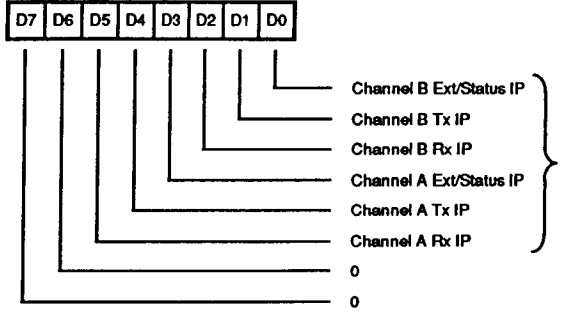 D7 D6 D5 D4 D3 D2 D1 D0
Channel B Ext/Status IP
Channel B Tx IP
Channel B Rx IP
Channel A Ext/Status IP
Channel A Tx IP
Channel A Rx IP
0
0